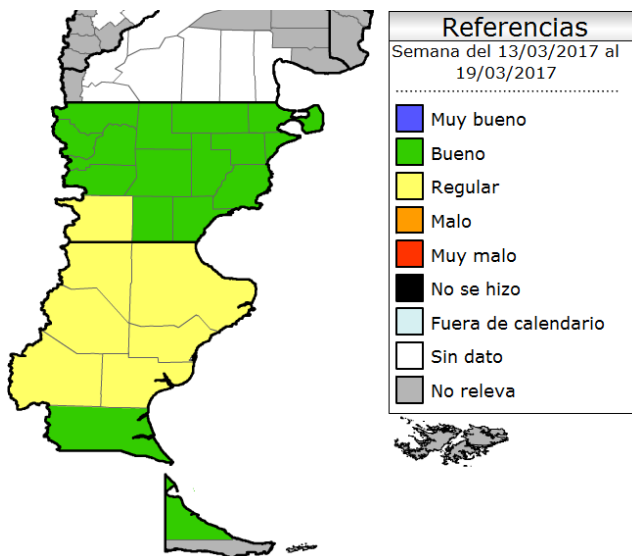 Referencias
Semana del 13/03/2017 al
19/03/2017
Muy bueno
Bueno
Regular
Malo
Muy malo
No se hizo
Fuera de calendario
Sin dato
No releva